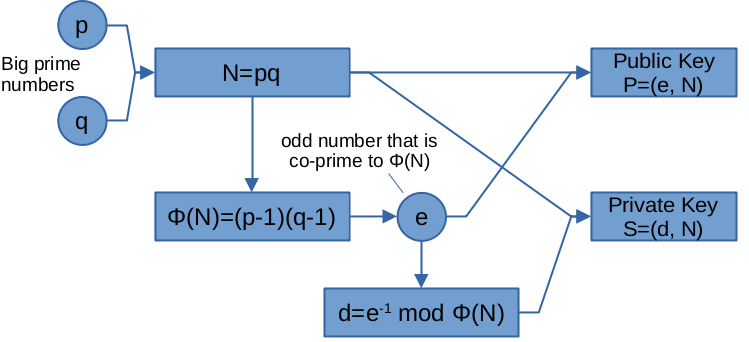 p
Big prime
numbers
q
N=pq
Public Key
P=(e, N)
odd number that is
co-prime to Φ(N)
Φ(N)=(p-1)(q-1)
e
Private Key
S=(d, N)
d=e⁻¹ mod Φ(N)